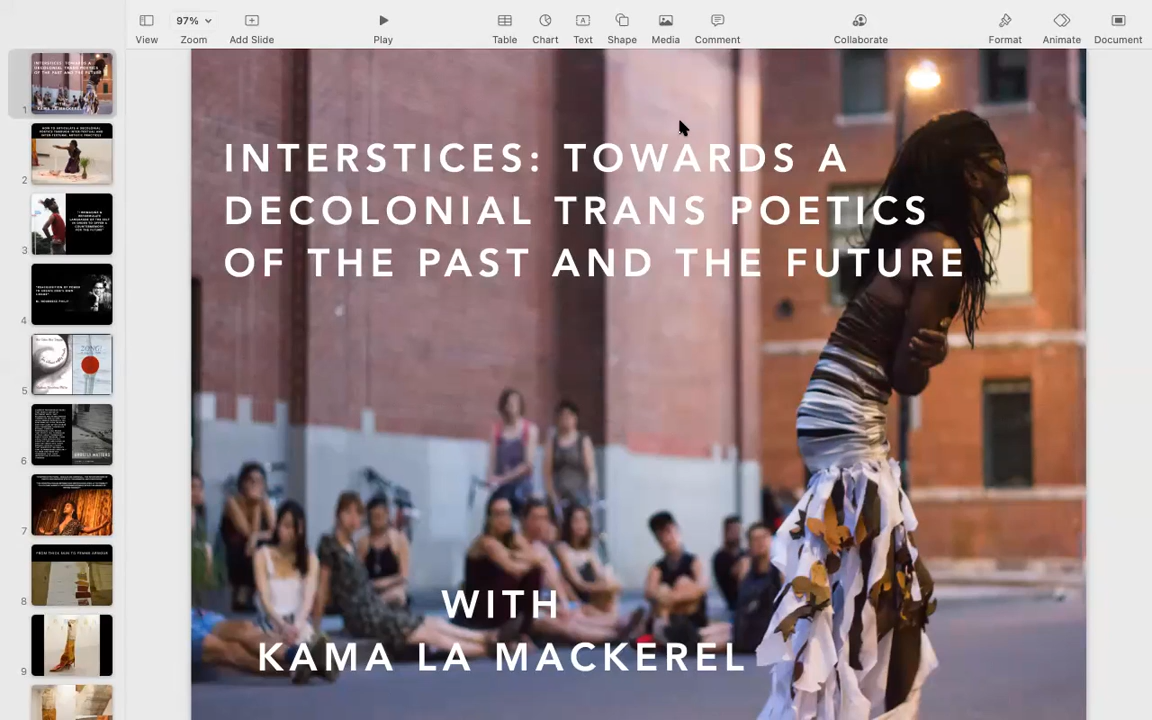 97%
View
Zoom
Add Slide
Play
Table
Chart
Text
Shape
Media
Comment
Collaborate
Format
Animate
Document
1
2
3
4
5
6
7
8
9
INTERSTICES: TOWARDS A
DECOLONIAL TRANS POETICS
OF THE PAST AND THE FUTURE
WITH
KAMA LA MACKEREL